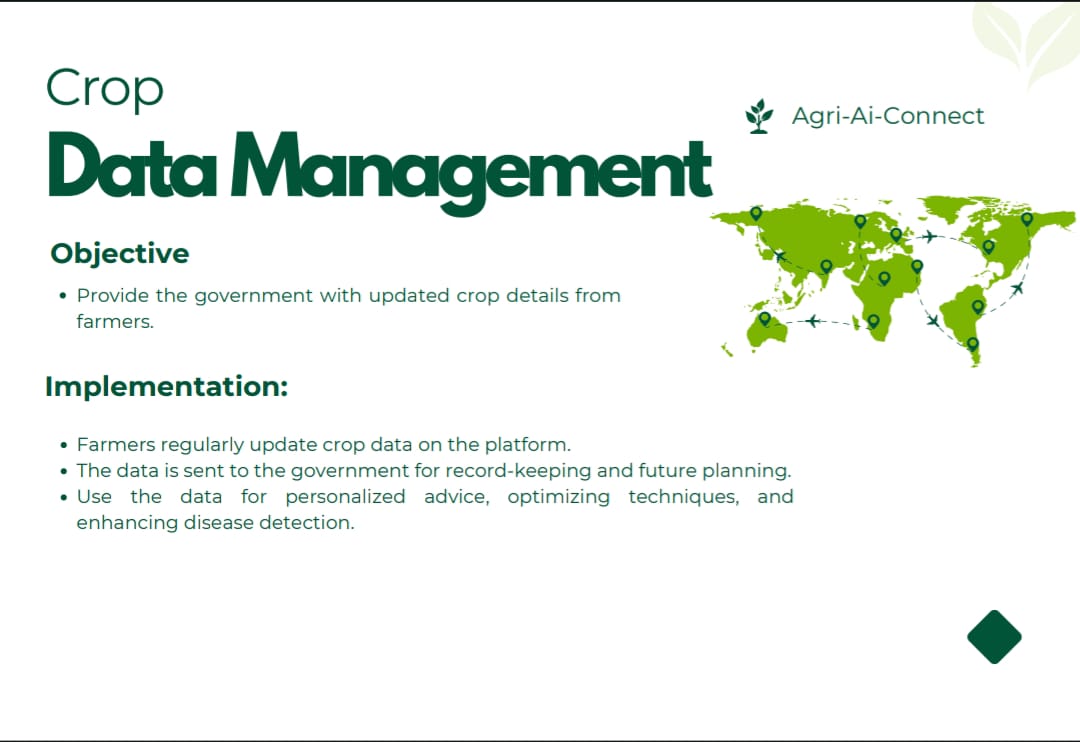 Crop
Data Management
Agri-Ai-Connect
Objective
• Provide the government with updated crop details from
farmers.
Implementation:
• Farmers regularly update crop data on the platform.
• The data is sent to the government for record-keeping and future planning.
• Use the data for personalized advice, optimizing techniques, and
enhancing disease detection.